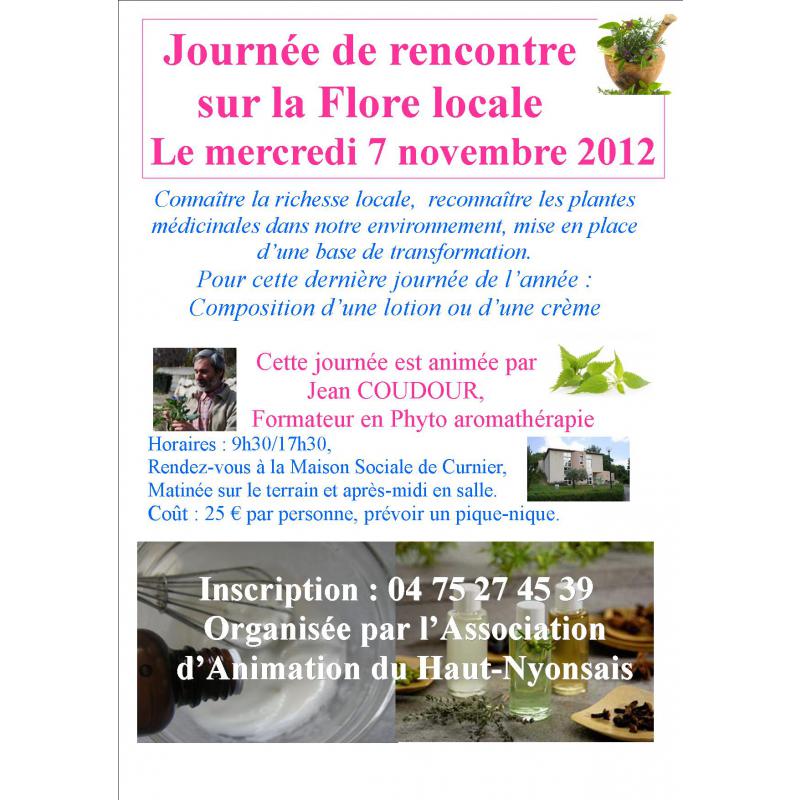 Journée de rencontre
sur la Flore locale
Le mercredi 7 novembre 2012
Connaître la richesse locale, reconnaître les plantes
médicinales dans notre environnement, mise en place
d'une base de transformation.
Pour cette dernière journée de l'année :
Composition d'une lotion ou d'une crème
Cette journée est animée par
Jean COUDOUR,
Formateur en Phyto aromathérapie
Horaires : 9h30/17h30,
Rendez-vous à la Maison Sociale de Curnier,
Matinée sur le terrain et après-midi en salle.
Coût : 25 € par personne, prévoir un pique-nique.
Inscription : 04 75 27 45 39
Organisée par l'Association
d'Animation du Haut-Nyonsais